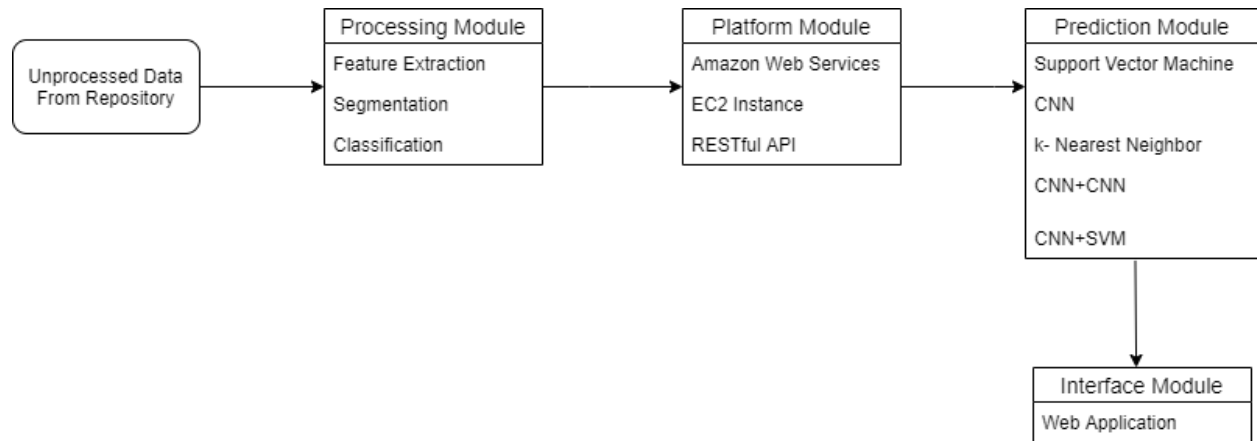 Unprocessed Data
From Repository
Processing Module
Feature Extraction
Segmentation
Classification
Platform Module
Amazon Web Services
EC2 Instance
RESTful API
Prediction Module
Support Vector Machine
CNN
k- Nearest Neighbor
CNN+CNN
CNN+SVM
Interface Module
Web Application